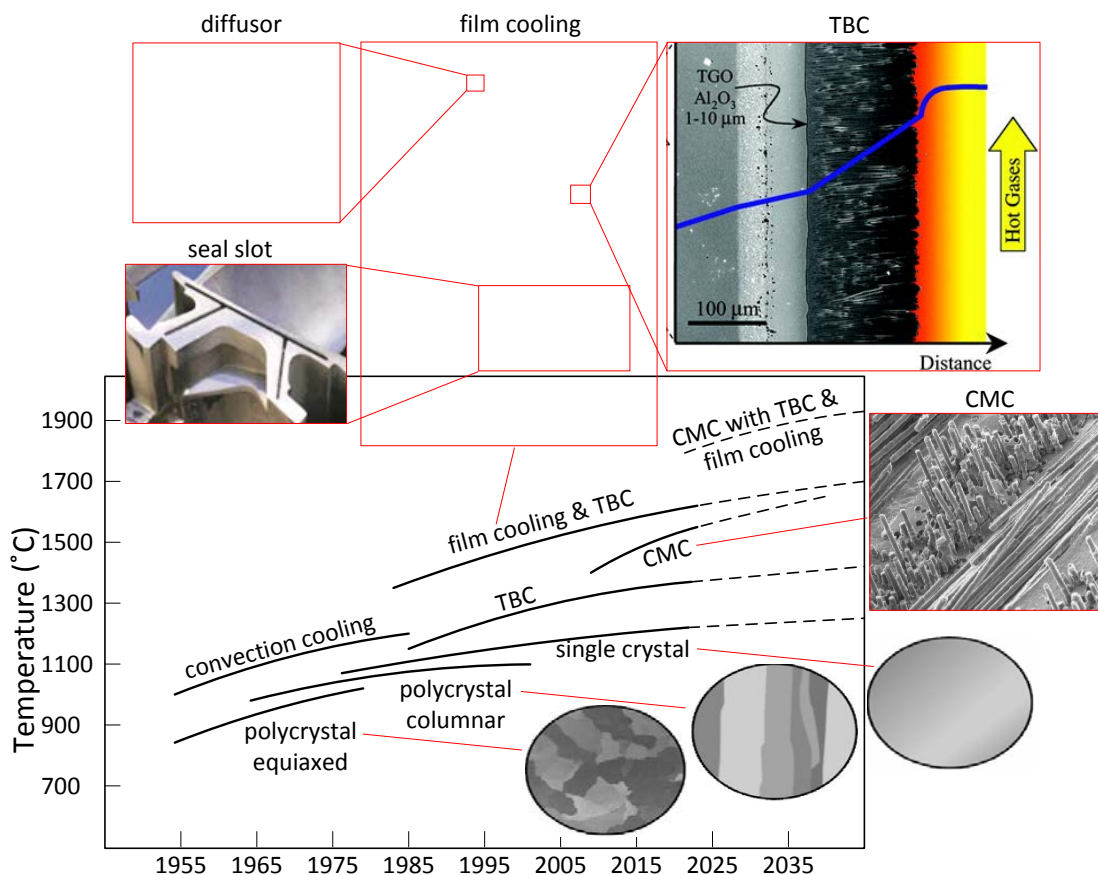 diffusor
film cooling
TBC
TGO
Al₂O₃
1-10 µm
Hot Gases
100 µm
Distance
seal slot
CMC
CMC with TBC &
film cooling
film cooling & TBC
CMC
TBC
convection cooling
single crystal
polycrystal
columnar
polycrystal
equiaxed
Temperature (˚C)
1900
1700
1500
1300
1100
900
700
1955 1965 1975 1985 1995 2005 2015 2025 2035